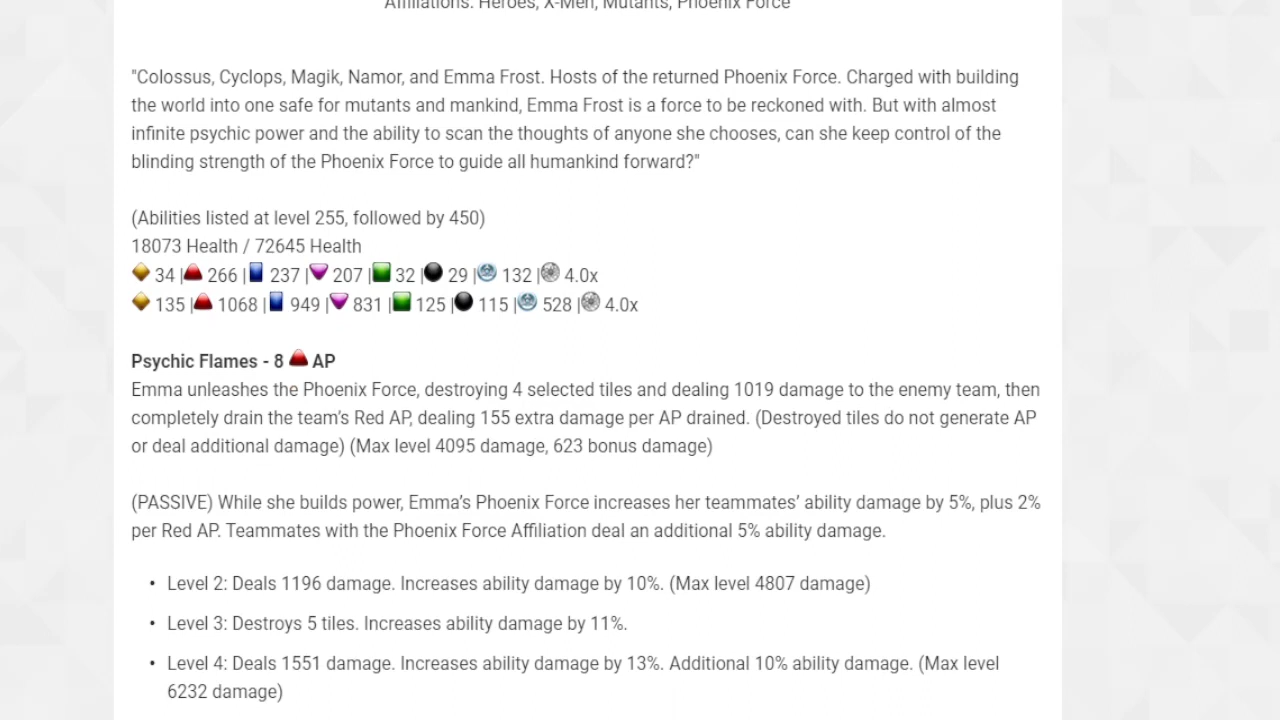 Affiliations: Heroes, X-Men, Mutants, Phoenix Force
"Colossus, Cyclops, Magik, Namor, and Emma Frost. Hosts of the returned Phoenix Force. Charged with building
the world into one safe for mutants and mankind, Emma Frost is a force to be reckoned with. But with almost
infinite psychic power and the ability to scan the thoughts of anyone she chooses, can she keep control of the
blinding strength of the Phoenix Force to guide all humankind forward?"
(Abilities listed at level 255, followed by 450)
18073 Health / 72645 Health
34 | 266 | 237 | 207 | 32 | 29 | 132 | 4.0x
135 | 1068 | 949 | 831 | 125 | 115 | 528 | 4.0x
Psychic Flames - 8 AP
Emma unleashes the Phoenix Force, destroying 4 selected tiles and dealing 1019 damage to the enemy team, then
completely drain the team’s Red AP, dealing 155 extra damage per AP drained. (Destroyed tiles do not generate AP
or deal additional damage) (Max level 4095 damage, 623 bonus damage)
(PASSIVE) While she builds power, Emma’s Phoenix Force increases her teammates’ ability damage by 5%, plus 2%
per Red AP. Teammates with the Phoenix Force Affiliation deal an additional 5% ability damage.
• Level 2: Deals 1196 damage. Increases ability damage by 10%. (Max level 4807 damage)
• Level 3: Destroys 5 tiles. Increases ability damage by 11%.
• Level 4: Deals 1551 damage. Increases ability damage by 13%. Additional 10% ability damage. (Max level
6232 damage)